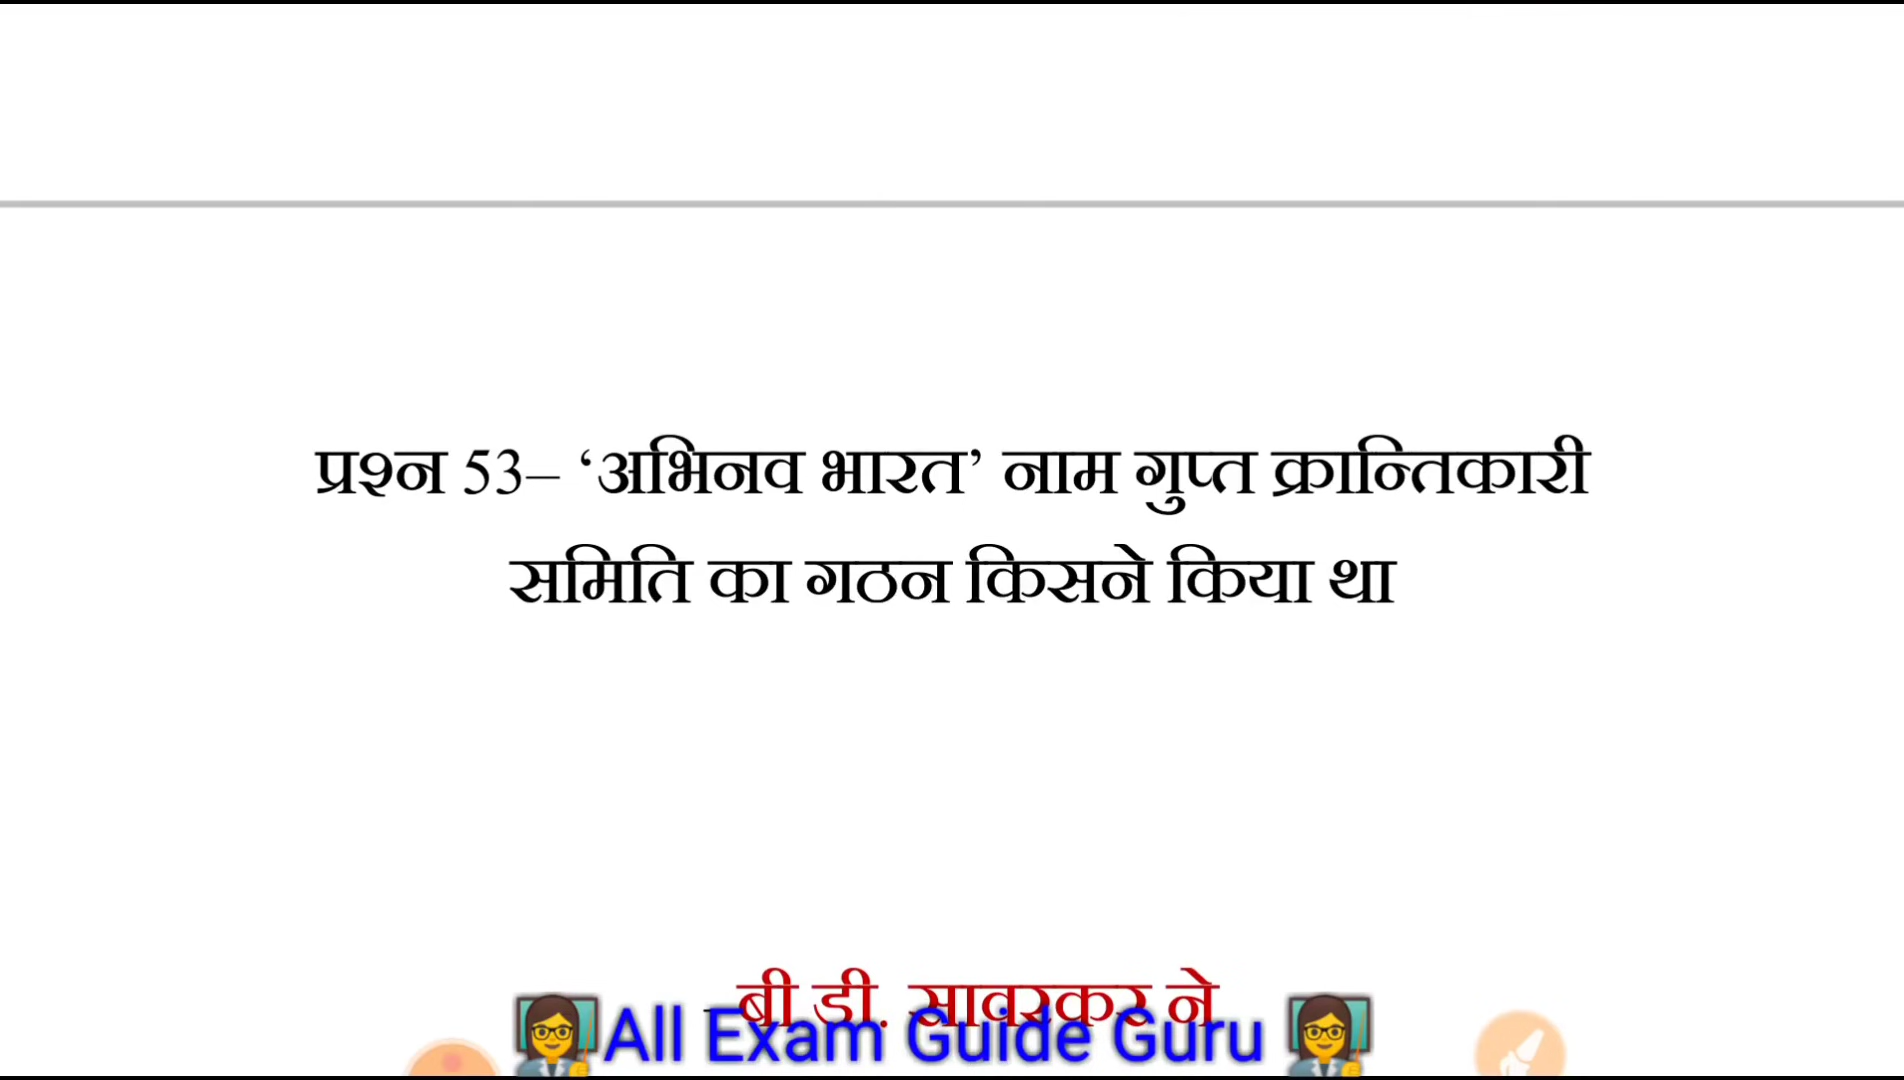 प्रश्न 53– ‘अभिनव भारत’ नाम गुप्त क्रान्तिकारी
समिति का गठन किसने किया था
– बी डी. सावरकर ने
All Exam Guide Guru